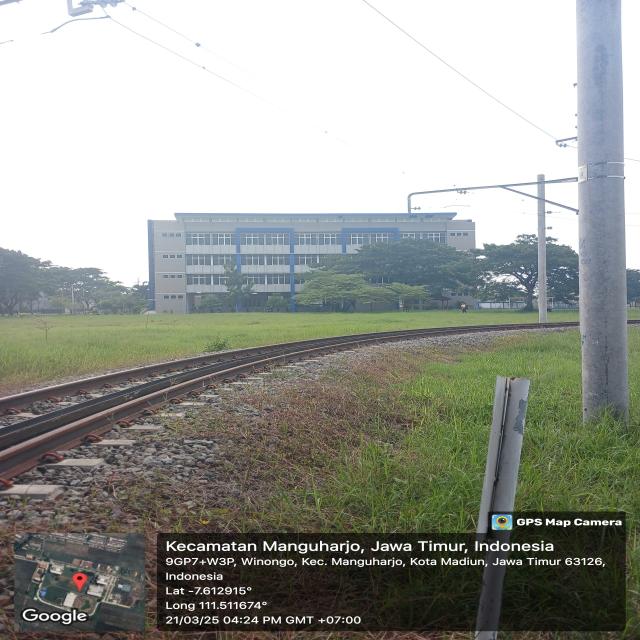 GPS Map Camera
Kecamatan Manguharjo, Jawa Timur, Indonesia
9GP7+W3P, Winongo, Kec. Manguharjo, Kota Madiun, Jawa Timur 63126,
Indonesia
Lat -7.612915°
Long 111.511674°
21/03/25 04:24 PM GMT +07:00
Google